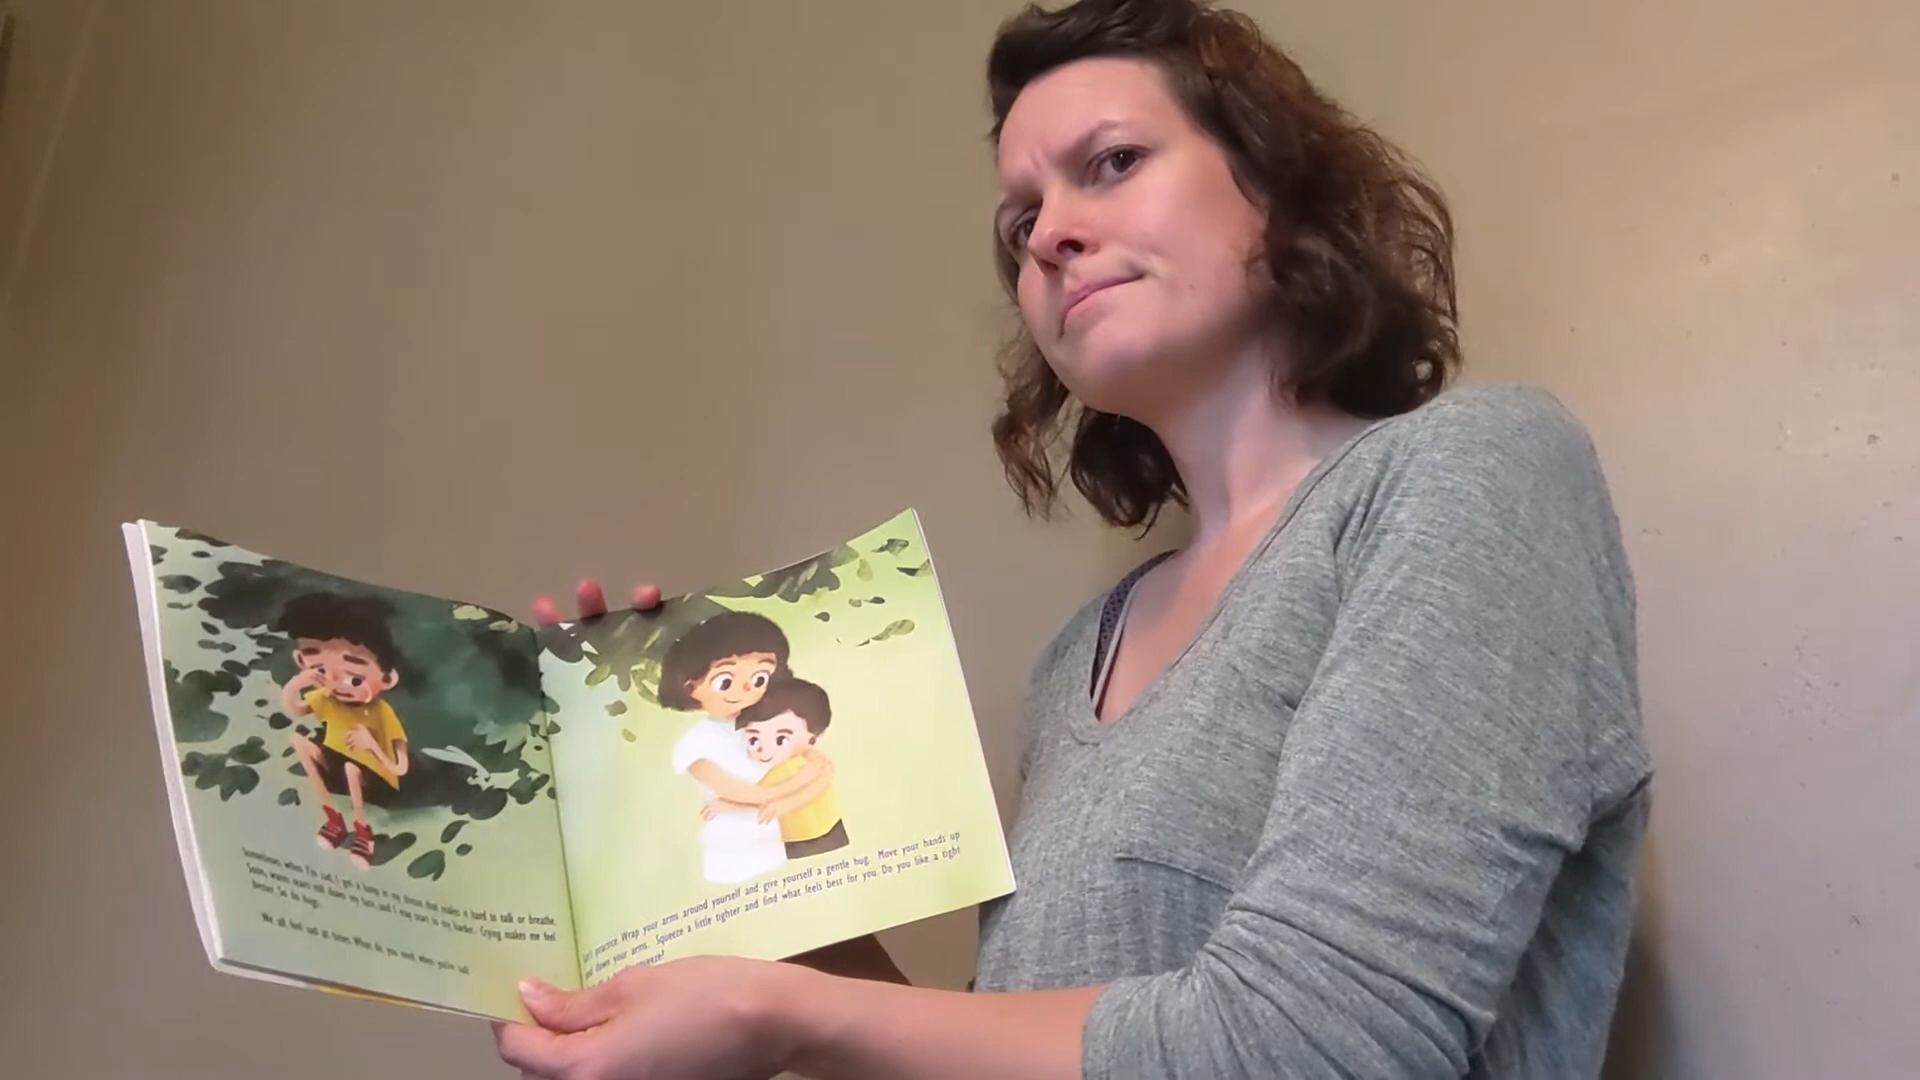 Sometimes when I'm sad, I get a lump in my throat that makes it hard to talk or breathe.
Soon, warm tears roll down my face, and I may start to cry harder. Crying makes me feel
better. So do hugs.
We all feel sad at times. What do you need when you're sad?
Let's practice. Wrap your arms around yourself and give yourself a gentle hug. Move your hands up
and down your arms. Squeeze a little tighter and find what feels best for you. Do you like a tight
squeeze?